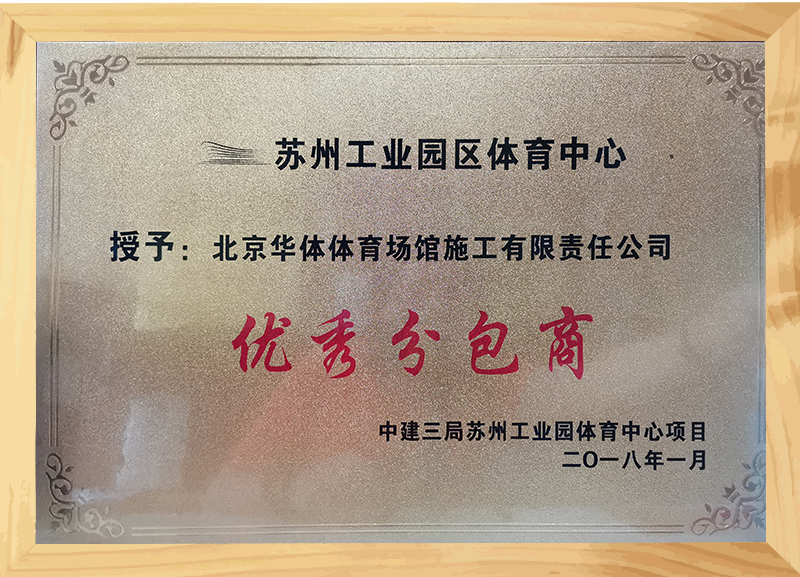 苏州工业园区体育中心
授予：北京华体体育场馆施工有限责任公司
优秀分包商
中建三局苏州工业园体育中心项目
二〇一八年一月